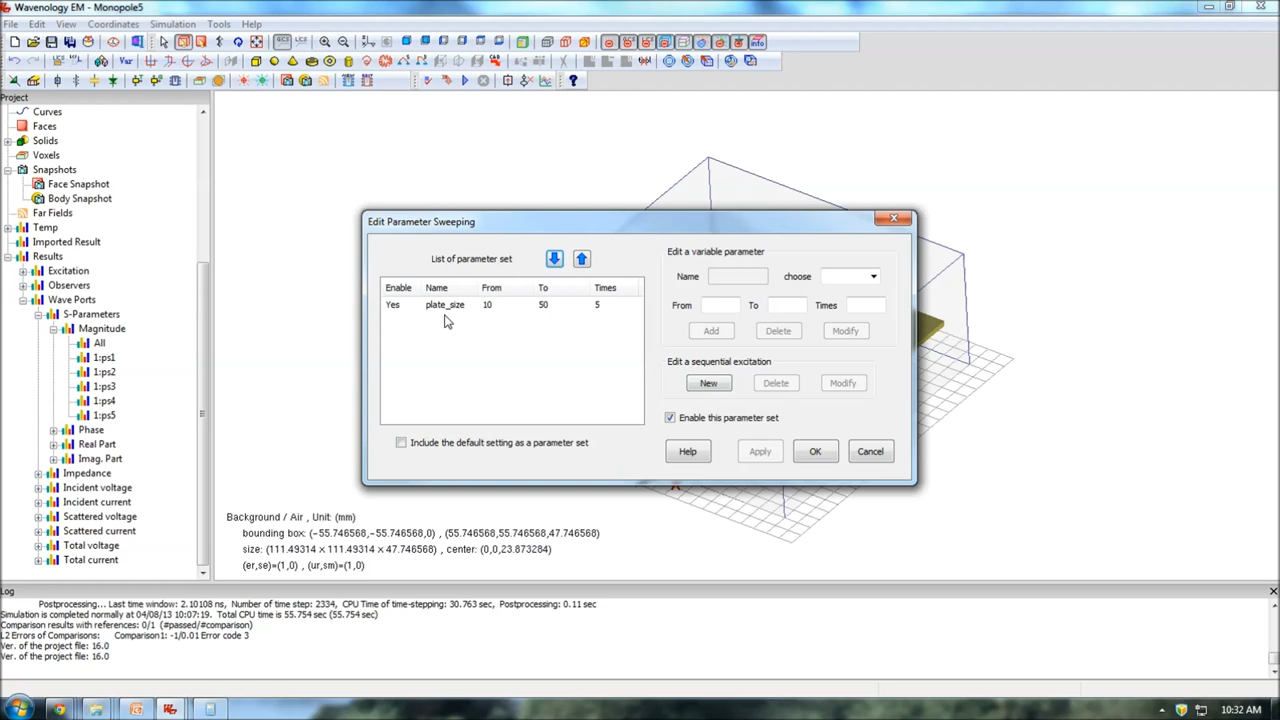 Wavenology EM - Monopole5
File Edit View Coordinates Simulation Tools Help
GCS LCS
info
Var
Project
Curves
Faces
Solids
Voxels
Snapshots
Face Snapshot
Body Snapshot
Far Fields
Temp
Imported Result
Results
Excitation
Observers
Wave Ports
S-Parameters
Magnitude
All
1:ps1
1:ps2
1:ps3
1:ps4
1:ps5
Phase
Real Part
Imag. Part
Impedance
Incident voltage
Incident current
Scattered voltage
Scattered current
Total voltage
Total current
Edit Parameter Sweeping
List of parameter set
Enable Name From To Times
Yes plate_size 10 50 5
Include the default setting as a parameter set
Edit a variable parameter
Name choose
From To Times
Add Delete Modify
Edit a sequential excitation
New Delete Modify
Enable this parameter set
Help Apply OK Cancel
Background / Air , Unit: (mm)
bounding box: (-55.746568,-55.746568,0) , (55.746568,55.746568,47.746568)
size: (111.49314 x 111.49314 x 47.746568) , center: (0,0,23.873284)
(er,se)=(1,0) , (ur,sm)=(1,0)
Log
Postprocessing... Last time window: 2.10108 ns, Number of time step: 2334, CPU Time of time-stepping: 30.763 sec, Postprocessing: 0.11 sec
Simulation is completed normally at 04/08/13 10:07:19. Total CPU time is 55.754 sec (55.754 sec)
Comparison results with references: 0/1 (#passed/#comparison)
L2 Errors of Comparisons: Comparison1: -1/0.01 Error code 3
Ver. of the project file: 16.0
Ver. of the project file: 16.0
10:32 AM